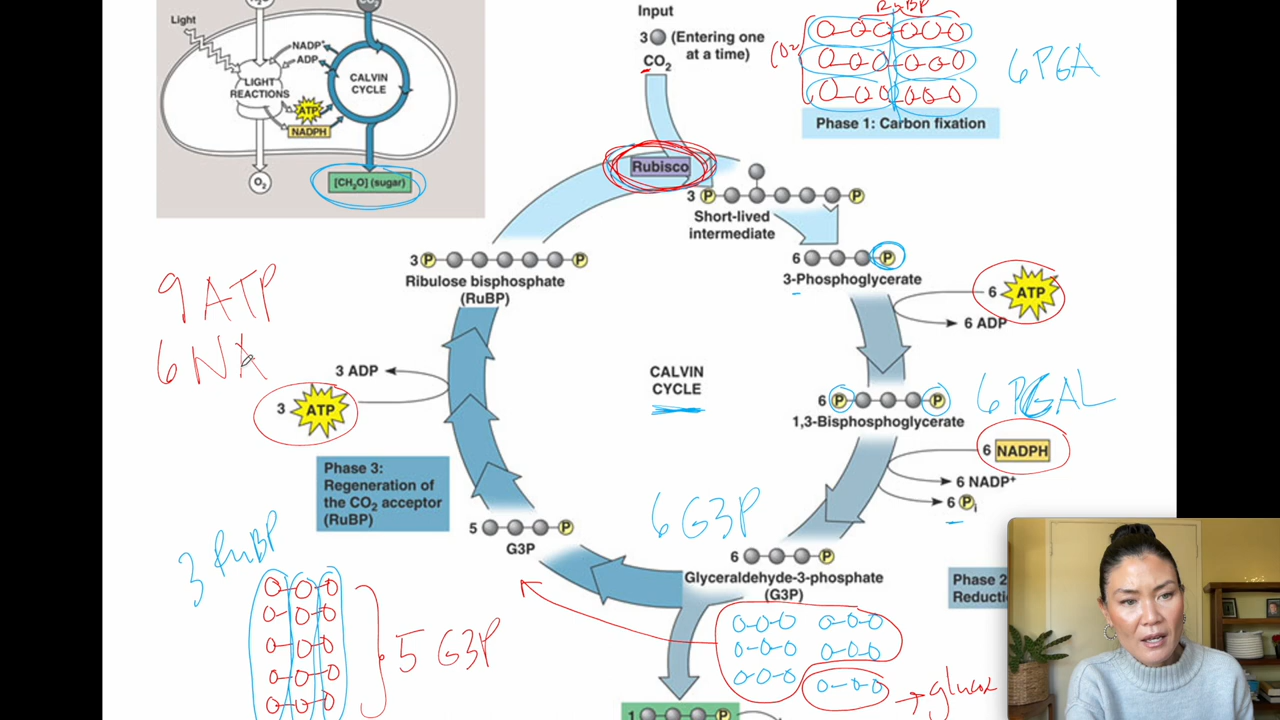 Light
NADP+
ADP
CALVIN
CYCLE
LIGHT
REACTIONS
ATP
NADPH
O2
[CH2O] (sugar)
Input
3 (Entering one
at a time)
CO2
RuBP
6 PGA
Phase 1: Carbon fixation
Rubisco
3 P P
Short-lived
intermediate
3 P P
Ribulose bisphosphate
(RuBP)
6 P
3-Phosphoglycerate
6 ATP
6 ADP
9 ATP
6 NA
3 ADP
3 ATP
CALVIN
CYCLE
6 P P
1,3-Bisphosphoglycerate
6 PGAL
6 NADPH
6 NADP+
6 Pi
Phase 3:
Regeneration of
the CO2 acceptor
(RuBP)
5 P
G3P
6 G3P
6 P
Glyceraldehyde-3-phosphate
(G3P)
Phase 2
Reducti
3 RuBP
5 G3P
glucose
1 P